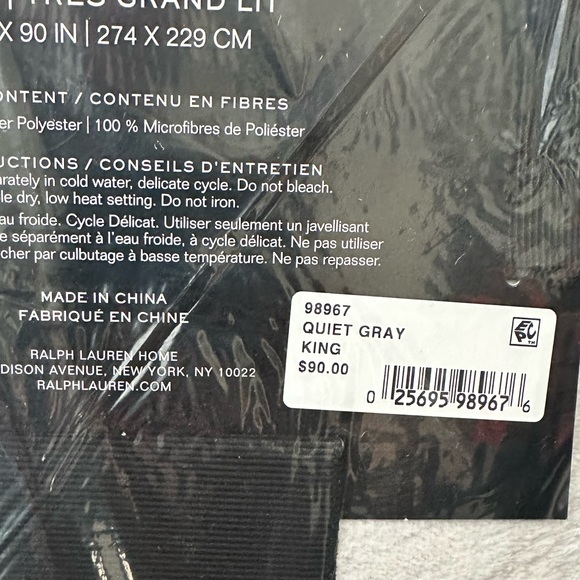 TRÈS GRAND LIT
X 90 IN | 274 X 229 CM
ONTENT / CONTENU EN FIBRES
er Polyester | 100 % Microfibres de Poliéster
UCTIONS / CONSEILS D'ENTRETIEN
arately in cold water, delicate cycle. Do not bleach.
le dry, low heat setting. Do not iron.
au froide. Cycle Délicat. Utiliser seulement un javellisant
e séparément à l'eau froide, à cycle délicat. Ne pas utiliser
cher par culbutage à basse température. Ne pas repasser.
MADE IN CHINA
FABRIQUÉ EN CHINE
RALPH LAUREN HOME
DISON AVENUE, NEW YORK, NY 10022
RALPHLAUREN.COM
98967
QUIET GRAY
KING
$90.00
0 25695 98967 6